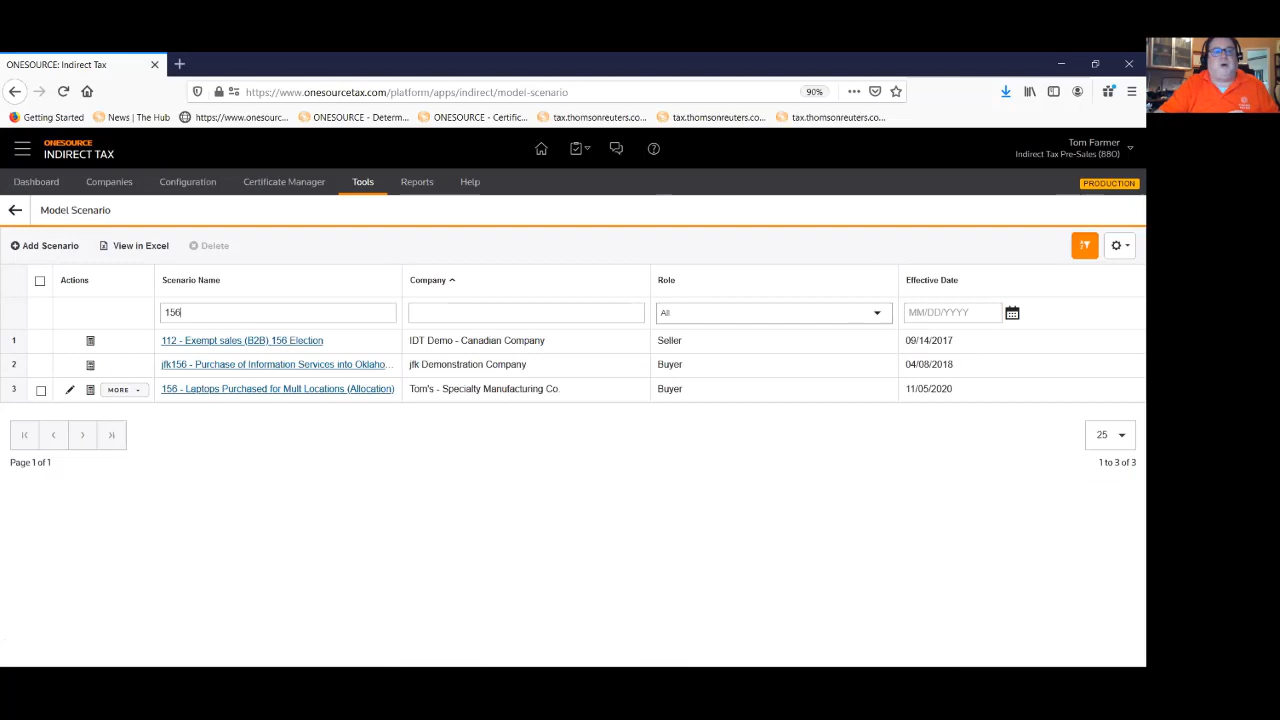 ONESOURCE: Indirect Tax
https://www.onesourcetax.com/platform/apps/indirect/model-scenario
90%
Getting Started
News | The Hub
https://www.onesourc...
ONESOURCE - Determ...
ONESOURCE - Certific...
tax.thomsonreuters.co...
tax.thomsonreuters.co...
tax.thomsonreuters.co...
ONESOURCE
INDIRECT TAX
Tom Farmer
Indirect Tax Pre-Sales (880)
Dashboard Companies Configuration Certificate Manager Tools Reports Help
PRODUCTION
Model Scenario
Add Scenario View in Excel Delete
Actions Scenario Name Company Role Effective Date
156 All MM/DD/YYYY
1 112 - Exempt sales (B2B) 156 Election IDT Demo - Canadian Company Seller 09/14/2017
2 jfk156 - Purchase of Information Services into Oklaho... jfk Demonstration Company Buyer 04/08/2018
3 MORE 156 - Laptops Purchased for Mult Locations (Allocation) Tom's - Specialty Manufacturing Co. Buyer 11/05/2020
25
Page 1 of 1 1 to 3 of 3